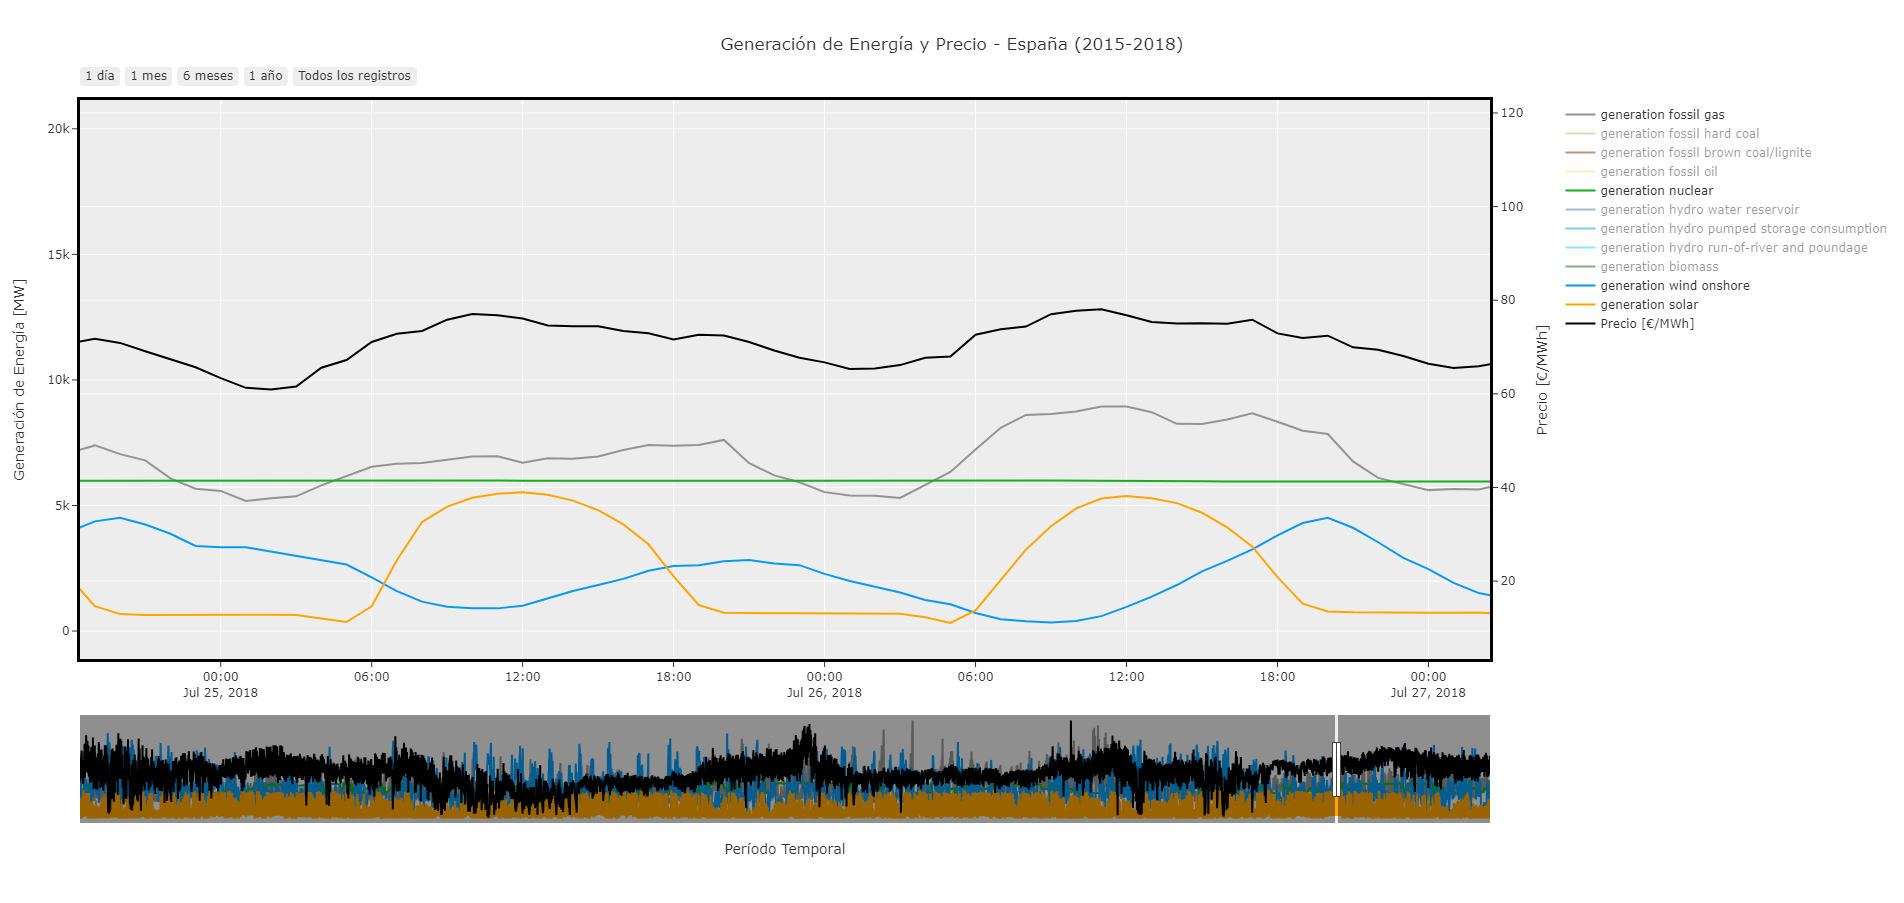 Generación de Energía y Precio - España (2015-2018)
1 día 1 mes 6 meses 1 año Todos los registros
Generación de Energía [MW]
20k
15k
10k
5k
0
120
100
80
60
40
20
Precio [€/MWh]
generation fossil gas
generation fossil hard coal
generation fossil brown coal/lignite
generation fossil oil
generation nuclear
generation hydro water reservoir
generation hydro pumped storage consumption
generation hydro run-of-river and poundage
generation biomass
generation wind onshore
generation solar
Precio [€/MWh]
00:00 06:00 12:00 18:00 00:00 06:00 12:00 18:00 00:00
Jul 25, 2018 Jul 26, 2018 Jul 27, 2018
Período Temporal